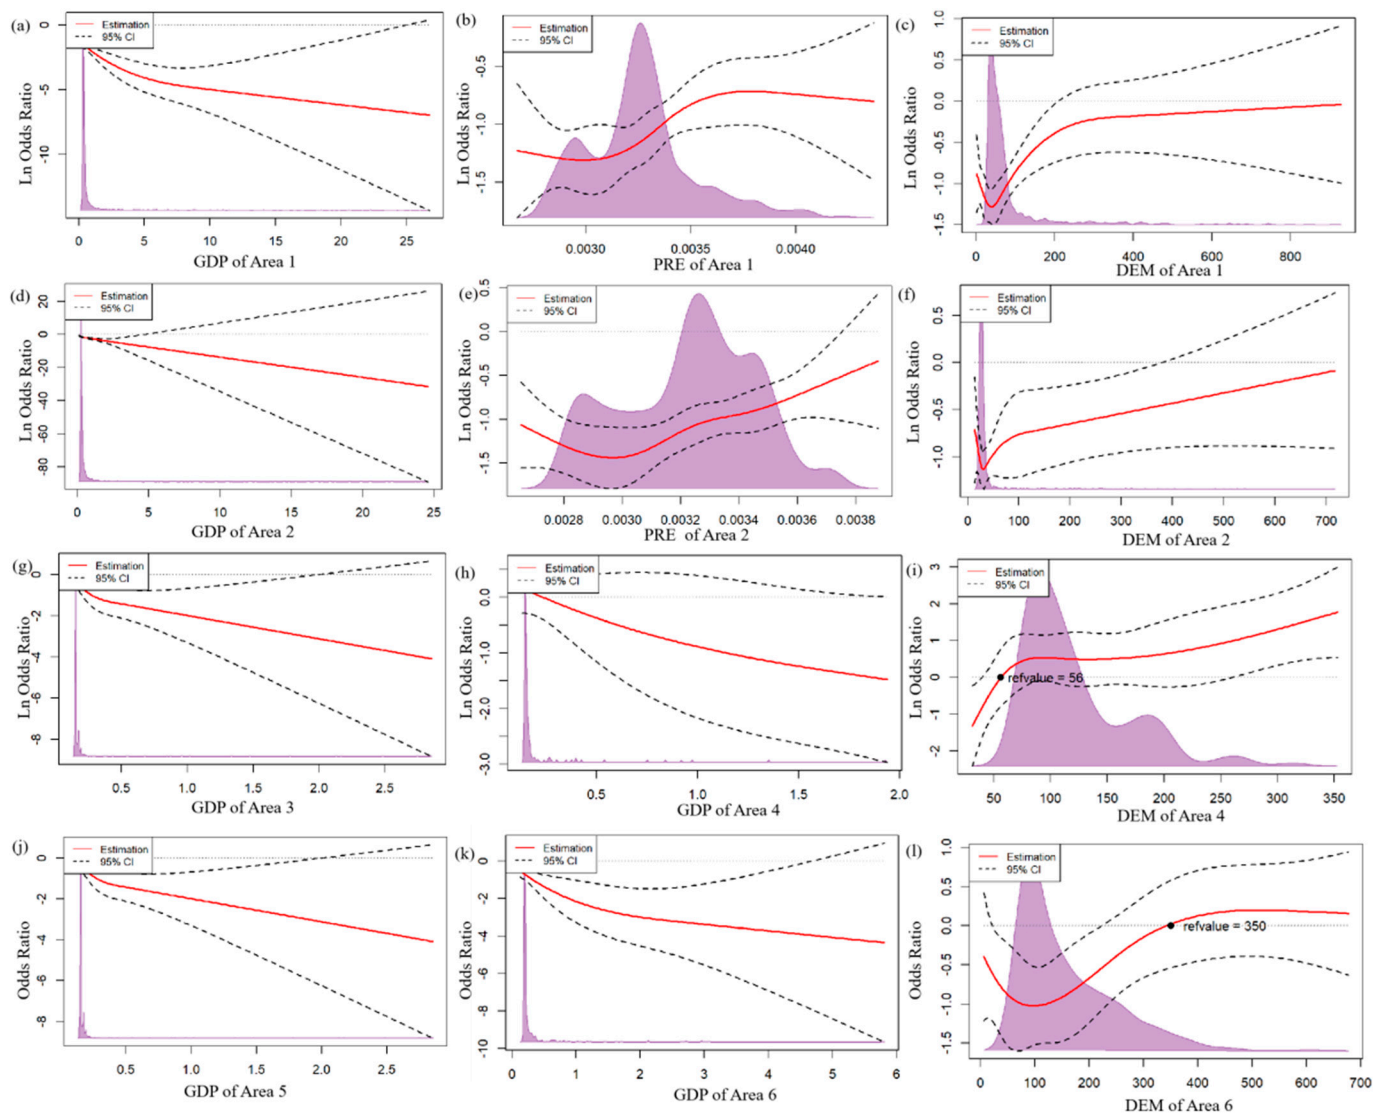 (a)
Estimation
95% CI
Ln Odds Ratio
0
-5
-10
0 5 10 15 20 25
GDP of Area 1
(b)
Estimation
95% CI
Ln Odds Ratio
-0.5
-1.0
-1.5
0.0030 0.0035 0.0040
PRE of Area 1
(c)
Estimation
95% CI
Ln Odds Ratio
1.0
0.5
0.0
-0.5
-1.0
-1.5
0 200 400 600 800
DEM of Area 1
(d)
Estimation
95% CI
Ln Odds Ratio
20
0
-20
-40
-60
-80
0 5 10 15 20 25
GDP of Area 2
(e)
Estimation
95% CI
Ln Odds Ratio
0.5
0.0
-0.5
-1.0
-1.5
0.0028 0.0030 0.0032 0.0034 0.0036 0.0038
PRE of Area 2
(f)
Estimation
95% CI
Ln Odds Ratio
0.5
0.0
-0.5
-1.0
0 100 200 300 400 500 600 700
DEM of Area 2
(g)
Estimation
95% CI
Ln Odds Ratio
0
-2
-4
-6
-8
0.5 1.0 1.5 2.0 2.5
GDP of Area 3
(h)
Estimation
95% CI
Ln Odds Ratio
0.0
-1.0
-2.0
-3.0
0.5 1.0 1.5 2.0
GDP of Area 4
(i)
Estimation
95% CI
Ln Odds Ratio
3
2
1
0
-1
-2
refvalue = 56
50 100 150 200 250 300 350
DEM of Area 4
(j)
Estimation
95% CI
Odds Ratio
0
-2
-4
-6
-8
0.5 1.0 1.5 2.0 2.5
GDP of Area 5
(k)
Estimation
95% CI
Odds Ratio
0
-2
-4
-6
-8
-10
0 1 2 3 4 5 6
GDP of Area 6
(l)
Estimation
95% CI
Odds Ratio
1.0
0.5
0.0
-0.5
-1.0
-1.5
refvalue = 350
0 100 200 300 400 500 600 700
DEM of Area 6